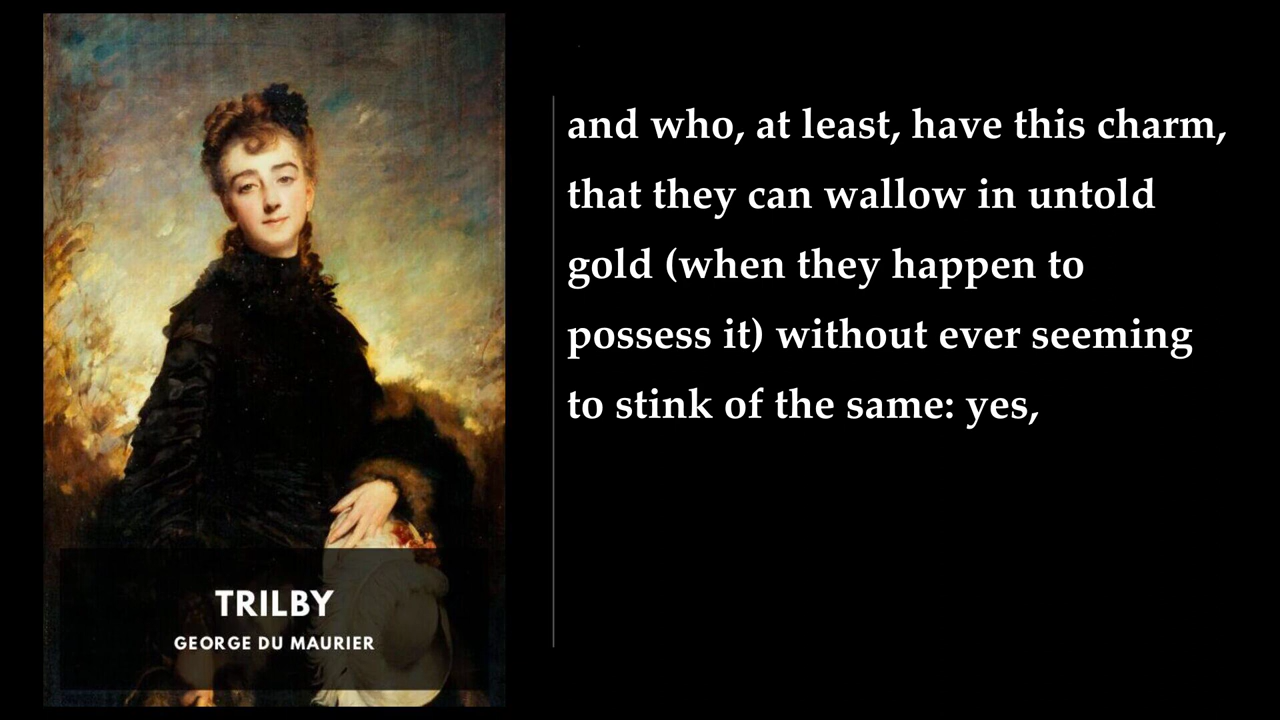 and who, at least, have this charm,
that they can wallow in untold
gold (when they happen to
possess it) without ever seeming
to stink of the same: yes,
TRILBY
GEORGE DU MAURIER